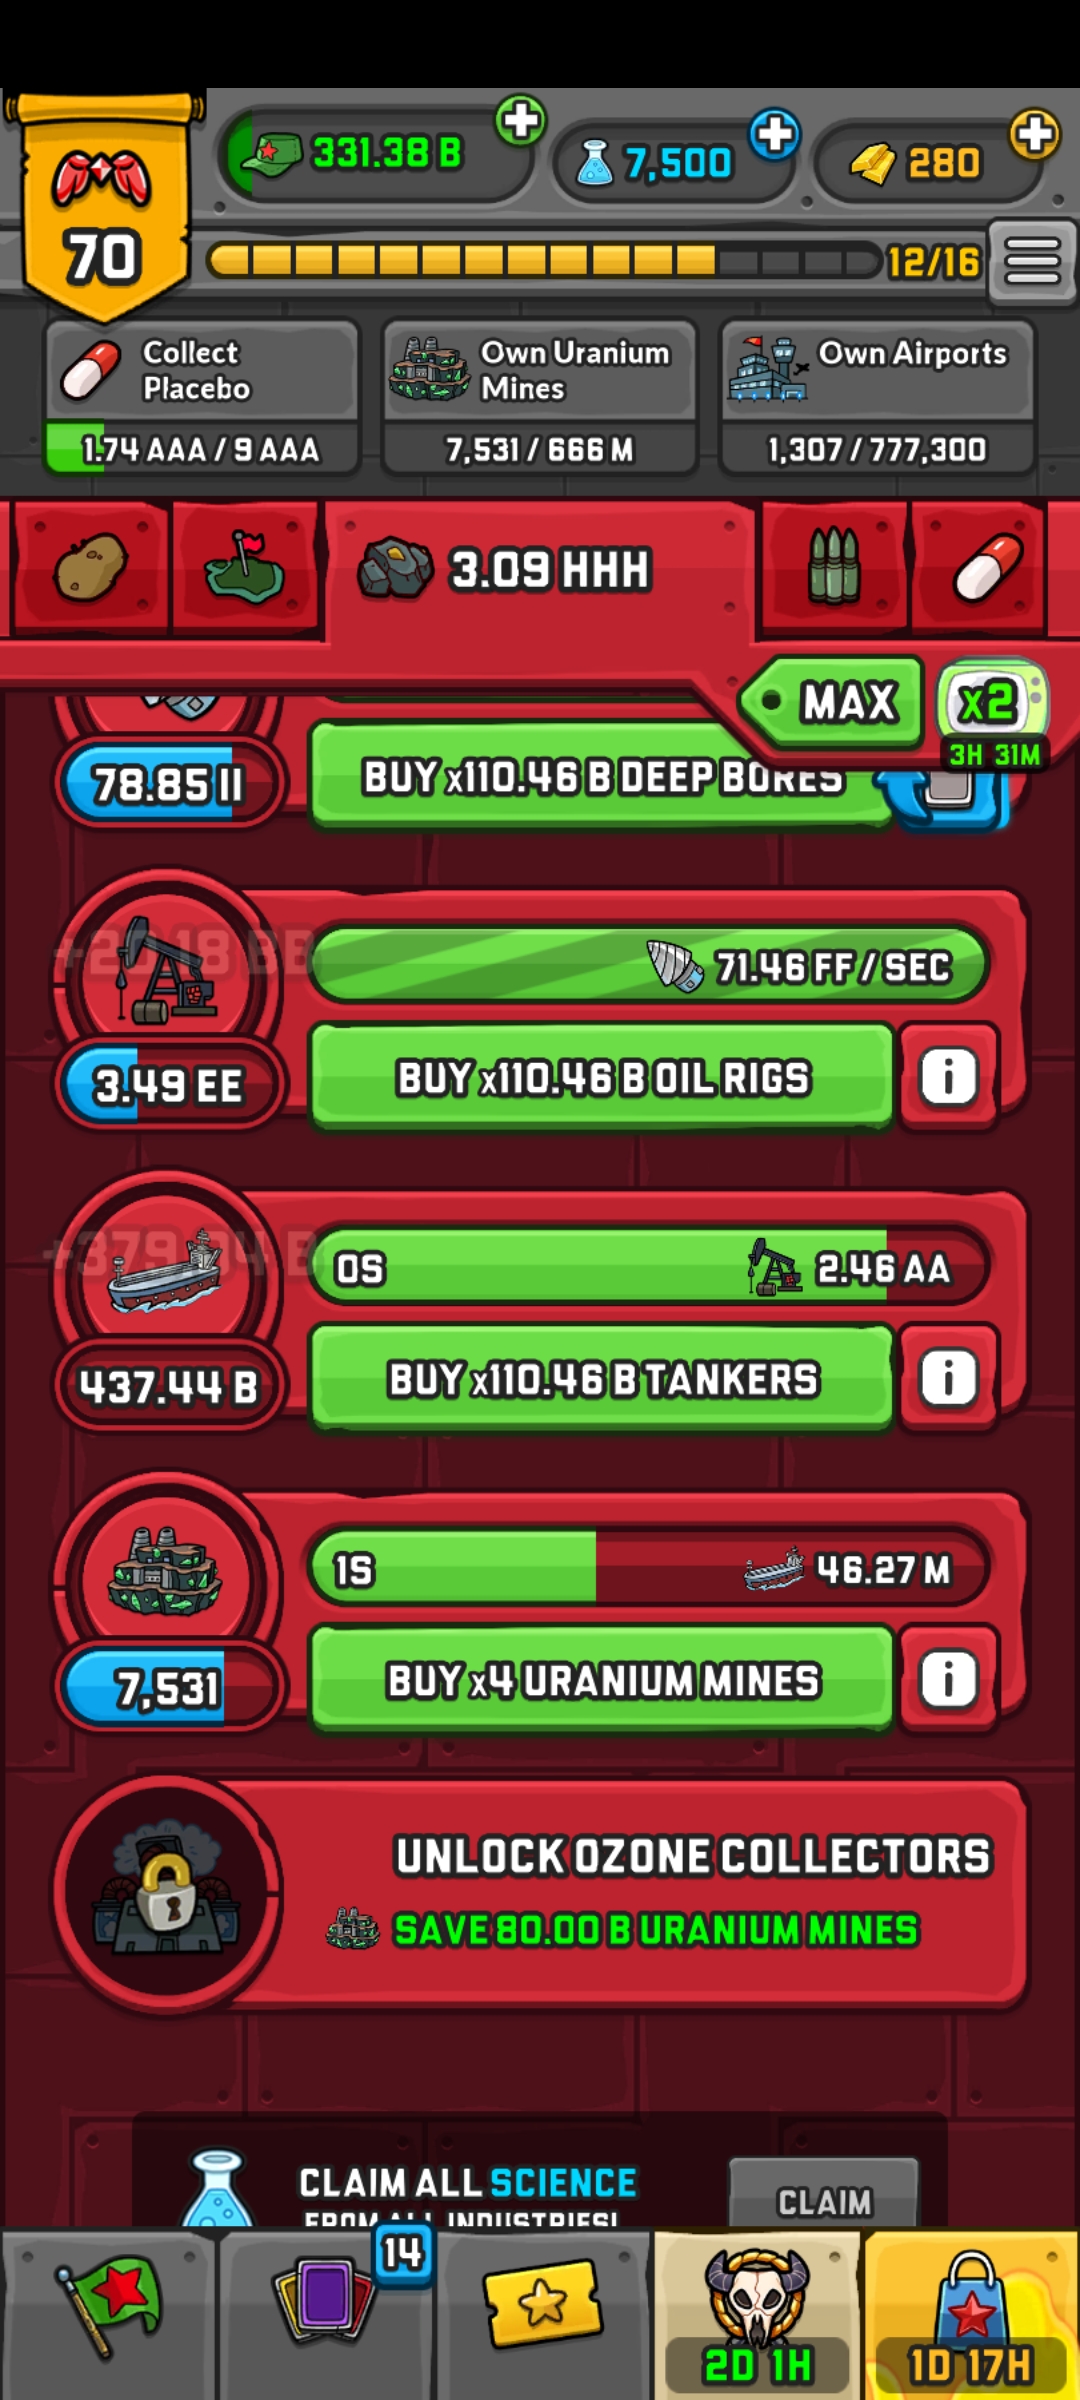 331.38 B
7,500
280
70
12/16
Collect
Placebo
Own Uranium
Mines
Own Airports
1.74 AAA / 9 AAA
7,531 / 666 M
1,307 / 777,300
3.09 HHH
MAX
x2
3H 31M
78.85 II
BUY x110.46 B DEEP BORES
71.46 FF / SEC
3.49 EE
BUY x110.46 B OIL RIGS
0S
2.46 AA
437.44 B
BUY x110.46 B TANKERS
1S
46.27 M
7,531
BUY x4 URANIUM MINES
UNLOCK OZONE COLLECTORS
SAVE 80.00 B URANIUM MINES
CLAIM ALL SCIENCE
FROM ALL INDUSTRIES!
CLAIM
14
2D 1H
1D 17H